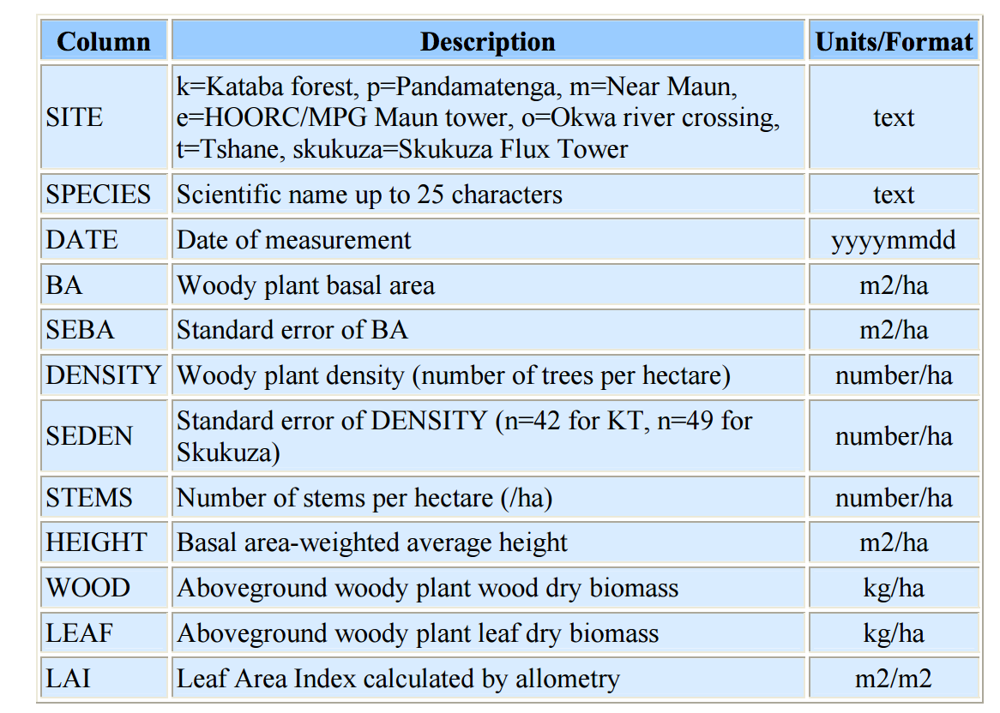 Column Description Units/Format
SITE k=Kataba forest, p=Pandamatenga, m=Near Maun,
e=HOORC/MPG Maun tower, o=Okwa river crossing,
t=Tshane, skukuza=Skukuza Flux Tower text
SPECIES Scientific name up to 25 characters text
DATE Date of measurement yyyymmdd
BA Woody plant basal area m2/ha
SEBA Standard error of BA m2/ha
DENSITY Woody plant density (number of trees per hectare) number/ha
SEDEN Standard error of DENSITY (n=42 for KT, n=49 for
Skukuza) number/ha
STEMS Number of stems per hectare (/ha) number/ha
HEIGHT Basal area-weighted average height m2/ha
WOOD Aboveground woody plant wood dry biomass kg/ha
LEAF Aboveground woody plant leaf dry biomass kg/ha
LAI Leaf Area Index calculated by allometry m2/m2